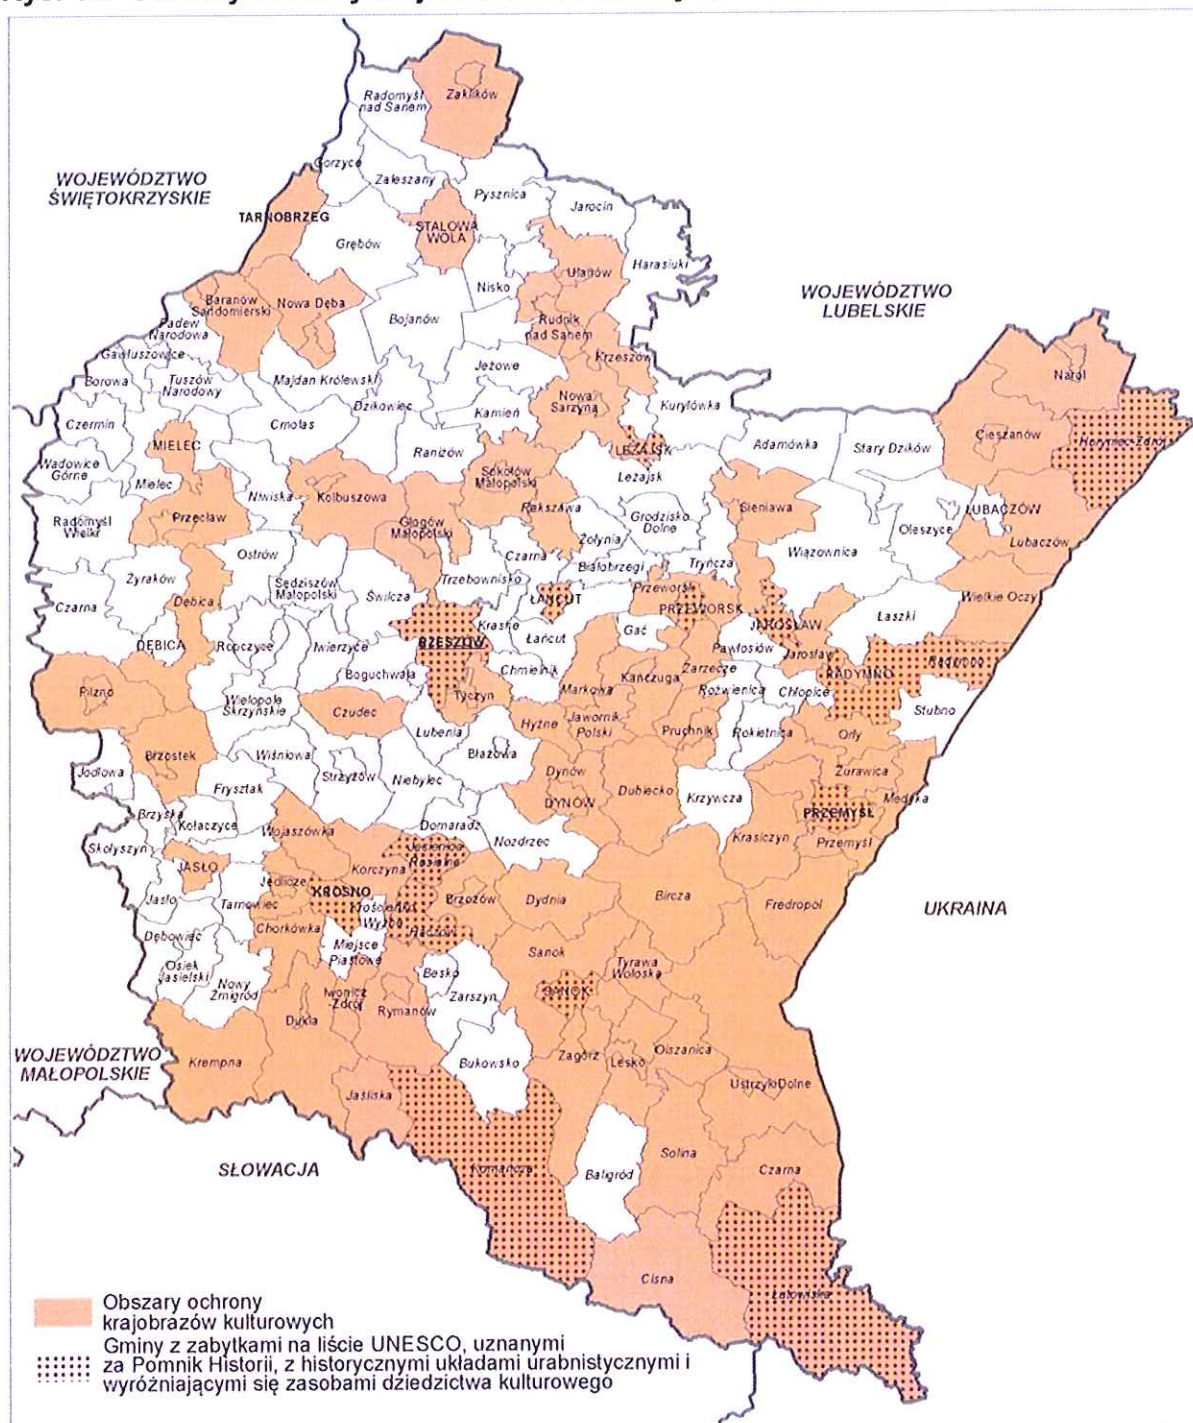 Radomyśl
nad Sanem
Zaklików
Gorzyce
Zaleszany
WOJEWÓDZTWO
ŚWIĘTOKRZYSKIE
Pysznica
Jarocin
TARNOBRZEG
STALOWA
WOLA
Grębów
Harasiuki
Ulanów
Nisko
WOJEWÓDZTWO
LUBELSKIE
Baranów
Sandomierski
Nowa Dęba
Bojanów
Rudnik
nad Sanem
Padew
Narodowa
Gawłuszowice
Krzeszów
Jeżowe
Narol
Borowa
Tuszów
Narodowy
Majdan Królewski
Dzikowiec
Kamień
Nowa
Sarzyna
Kuryłówka
Czermin
Cmolas
Cieszanów
Horyniec-Zdrój
MIELEC
Raniżów
LEŻAJSK
Adamówka
Stary Dzików
Wadowice
Górne
Mielec
Niwiska
Kolbuszowa
Sokołów
Małopolski
Leżajsk
Radomyśl
Wielki
Przecław
Głogów
Małopolski
Rakszawa
Grodzisko
Dolne
Sieniawa
Oleszyce
LUBACZÓW
Lubaczów
Ostrów
Czarna
Żołynia
Wiązownica
Żyraków
Sędziszów
Małopolski
Trzebownisko
Białobrzegi
Tryńcza
Czarna
Dębica
Świlcza
ŁAŃCUT
Przeworsk
PRZEWORSK
Wielkie Oczy
Laszki
DĘBICA
Ropczyce
Iwierzyce
RZESZÓW
Krasne
Łańcut
Gać
JAROSŁAW
Pawłosiów
Jarosław
Boguchwała
Chmielnik
Zarzecze
RADYMNO
Radymno
Pilzno
Tyczyn
Markowa
Kańczuga
Roźwienica
Chłopice
Wielopole
Skrzyńskie
Czudec
Stubno
Lubenia
Hyżne
Jawornik
Polski
Pruchnik
Rokietnica
Orły
Brzostek
Wiśniowa
Błażowa
Jodłowa
Strzyżów
Niebylec
Dynów
Żurawica
Frysztak
DYNÓW
Dubiecko
Krzywcza
Medyka
Brzyska
Kołaczyce
Domaradz
PRZEMYŚL
Wojaszówka
Nozdrzec
Krasiczyn
Przemyśl
Skołyszyn
Jasienica
Rosielna
JASŁO
Korczyna
Jedlicze
KROSNO
Brzozów
Dydnia
Bircza
Fredropol
Jasło
Tarnowiec
Krościenko
Wyżne
UKRAINA
Chorkówka
Haczów
Dębowiec
Miejsce
Piastowe
Sanok
Osiek
Jasielski
Tyrawa
Wołoska
Nowy
Żmigród
Besko
Iwonicz
-Zdrój
Zarszyn
SANOK
Dukla
Rymanów
WOJEWÓDZTWO
MAŁOPOLSKIE
Krempna
Bukowsko
Zagórz
Lesko
Olszanica
Ustrzyki Dolne
Jaśliska
SŁOWACJA
Komańcza
Baligród
Solina
Czarna
Cisna
Lutowiska
Obszary ochrony
krajobrazów kulturowych
Gminy z zabytkami na liście UNESCO, uznanymi
za Pomnik Historii, z historycznymi układami urabnistycznymi i
wyróżniającymi się zasobami dziedzictwa kulturowego